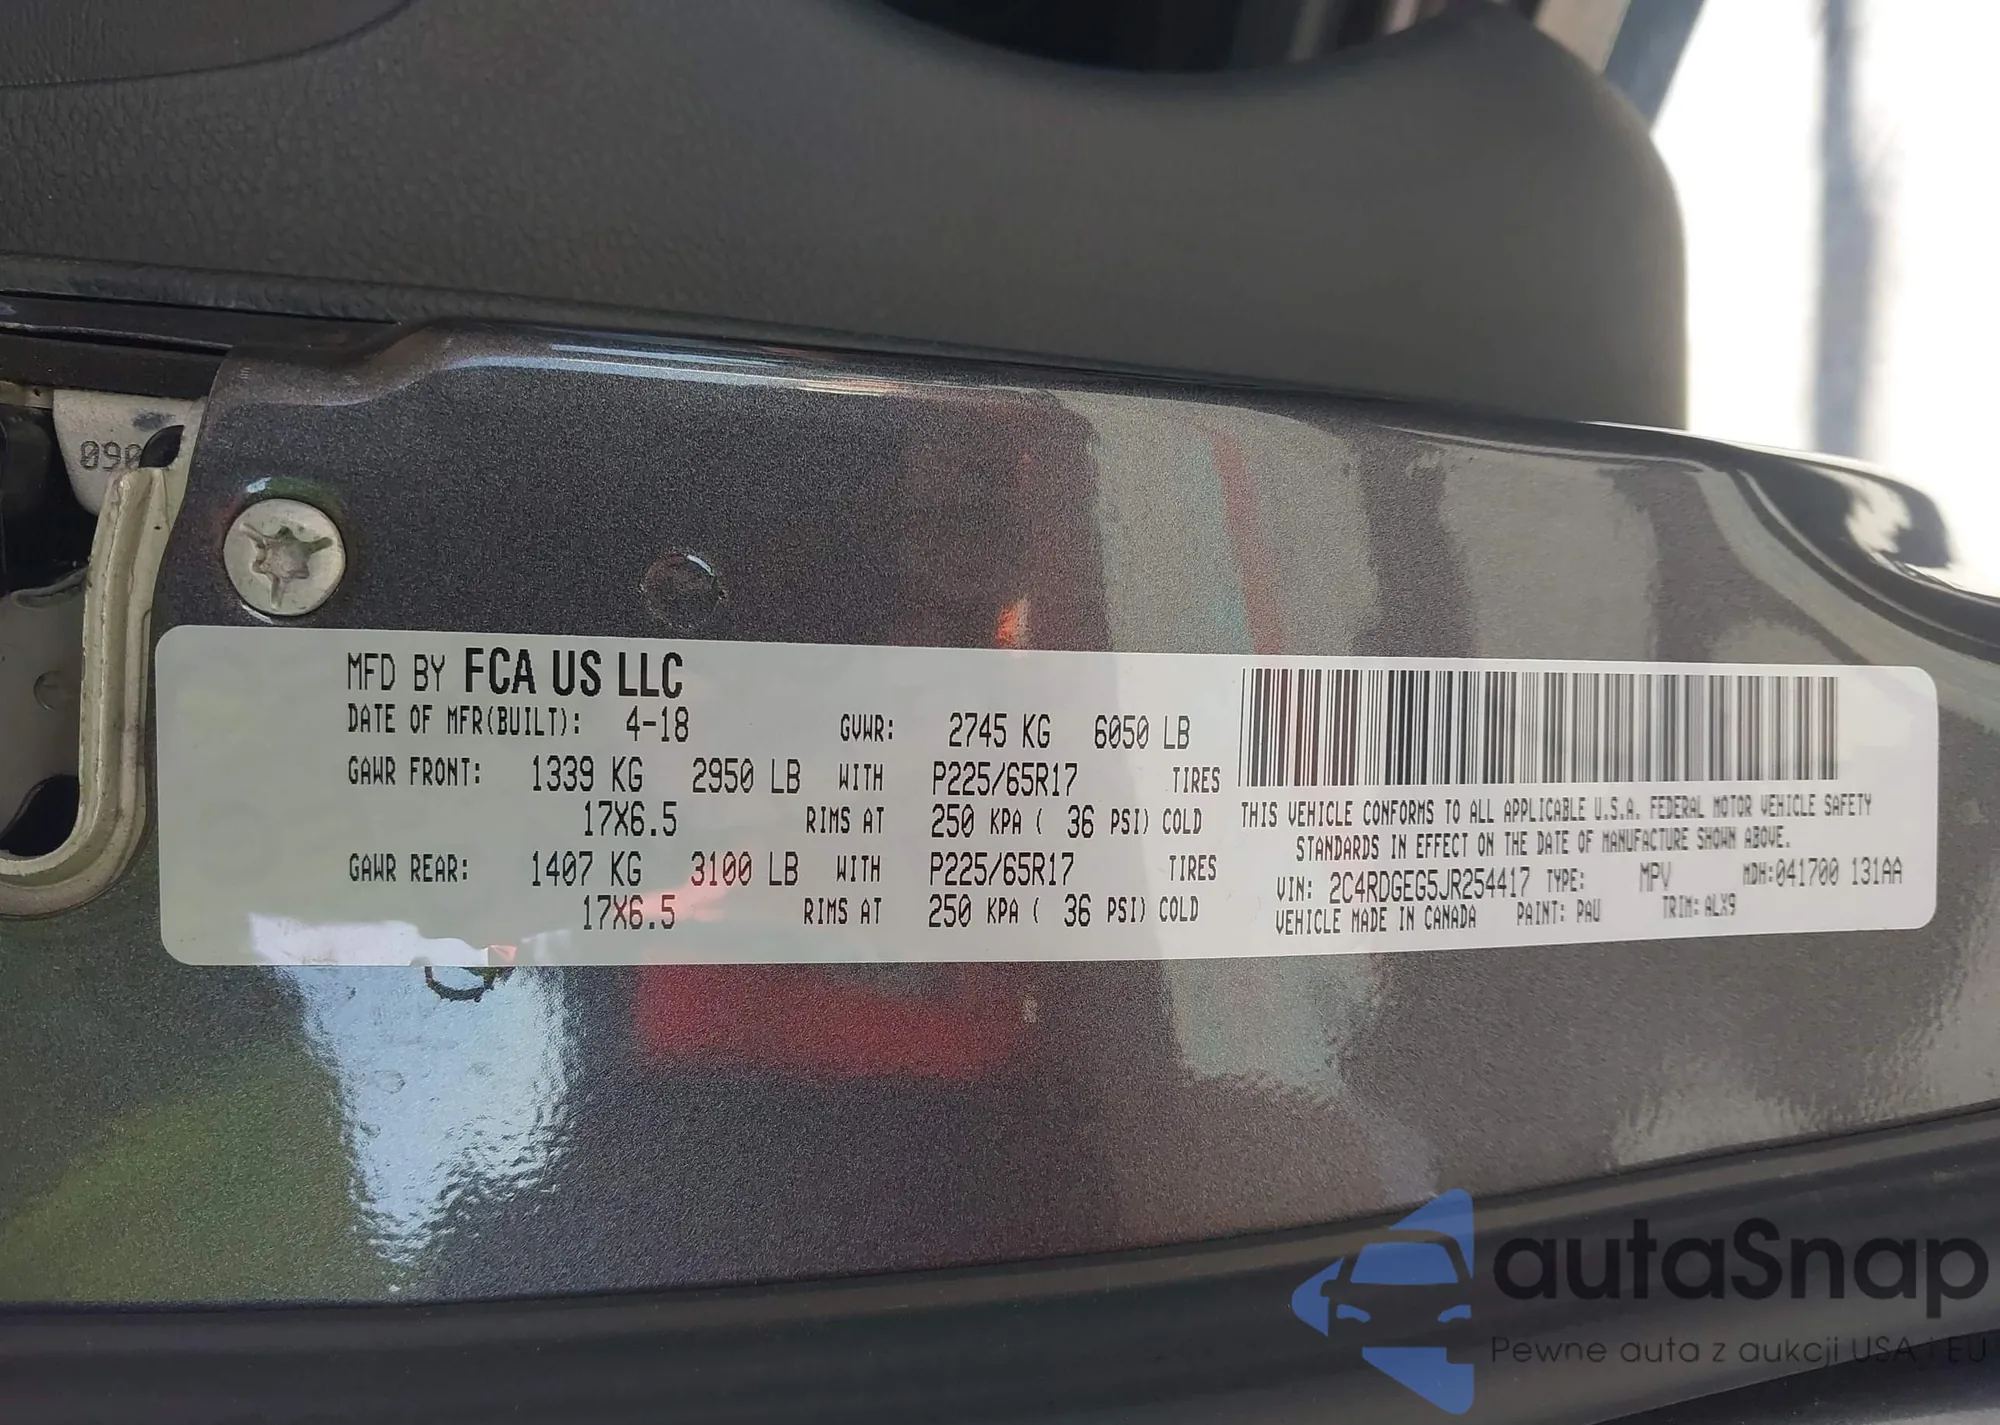 090
MFD BY FCA US LLC
DATE OF MFR(BUILT): 4-18 GVWR: 2745 KG 6050 LB
GAWR FRONT: 1339 KG 2950 LB WITH P225/65R17 TIRES
17X6.5 RIMS AT 250 KPA ( 36 PSI) COLD
GAWR REAR: 1407 KG 3100 LB WITH P225/65R17 TIRES
17X6.5 RIMS AT 250 KPA ( 36 PSI) COLD
THIS VEHICLE CONFORMS TO ALL APPLICABLE U.S.A. FEDERAL MOTOR VEHICLE SAFETY
STANDARDS IN EFFECT ON THE DATE OF MANUFACTURE SHOWN ABOVE.
VIN: 2C4RDGEG5JR254417 TYPE: MPV MDH:041700 131AA
VEHICLE MADE IN CANADA PAINT: PAU TRIM: ALX9
autaSnap
Pewne auta z aukcji USA i EU